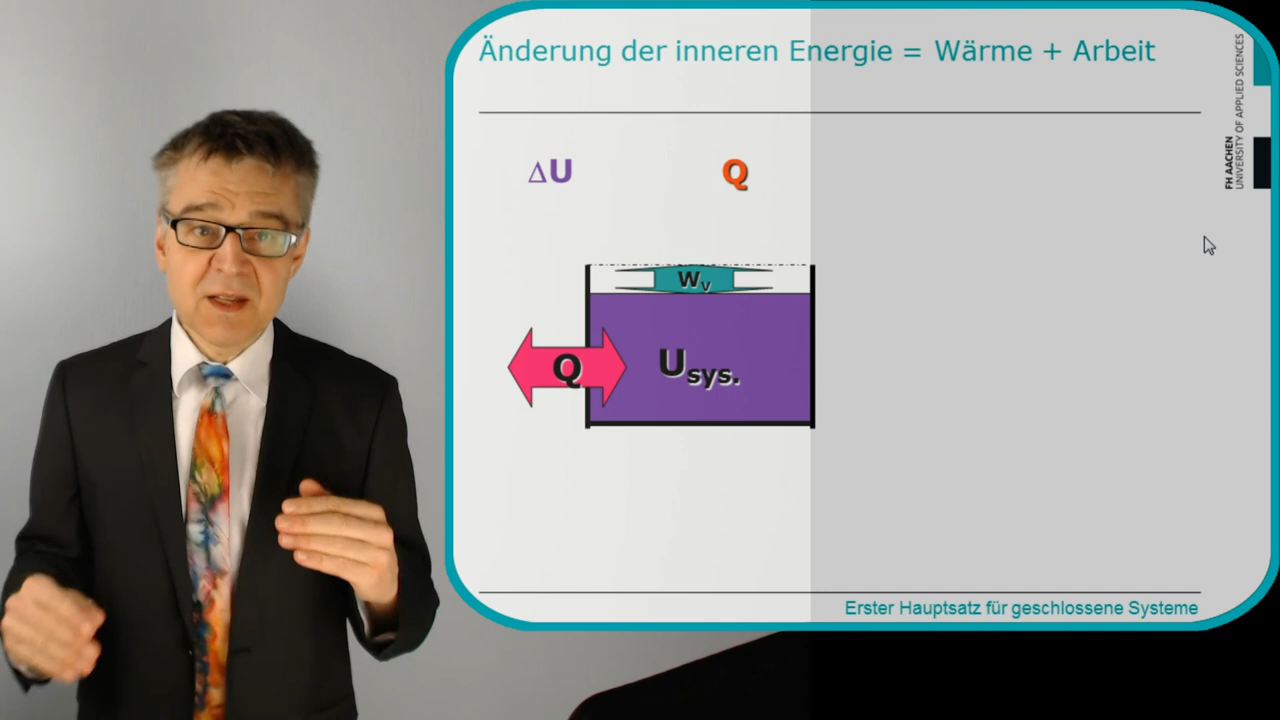 Änderung der inneren Energie = Wärme + Arbeit
FH AACHEN
UNIVERSITY OF APPLIED SCIENCES
ΔU
Q
Wv
Q
Usys.
Erster Hauptsatz für geschlossene Systeme